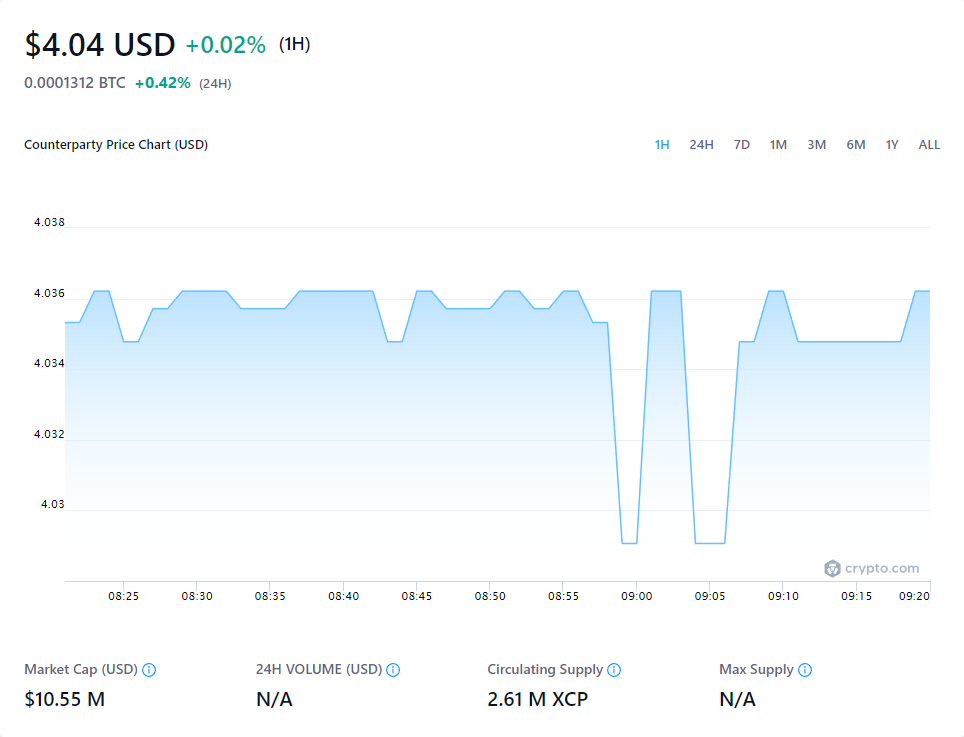 $4.04 USD +0.02% (1H)
0.0001312 BTC +0.42% (24H)
Counterparty Price Chart (USD)
1H 24H 7D 1M 3M 6M 1Y ALL
4.038
4.036
4.034
4.032
4.03
crypto.com
08:25 08:30 08:35 08:40 08:45 08:50 08:55 09:00 09:05 09:10 09:15 09:20
Market Cap (USD) 24H VOLUME (USD) Circulating Supply Max Supply
$10.55 M N/A 2.61 M XCP N/A